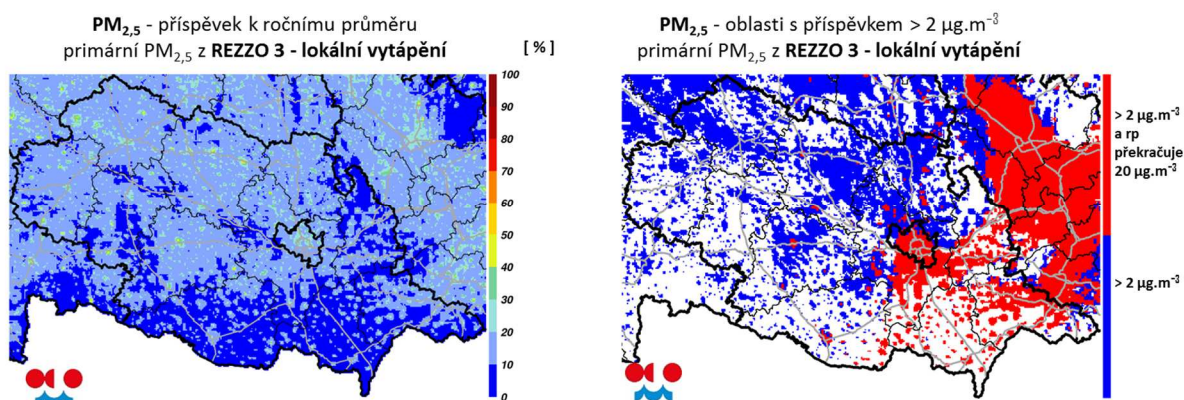 PM2,5 - příspěvek k ročnímu průměru
primární PM2,5 z REZZO 3 - lokální vytápění
[ % ]
100
90
80
70
60
50
40
30
20
10
0
PM2,5 - oblasti s příspěvkem > 2 µg.m⁻³
primární PM2,5 z REZZO 3 - lokální vytápění
> 2 µg.m⁻³
a rp
překračuje
20 µg.m⁻³
> 2 µg.m⁻³